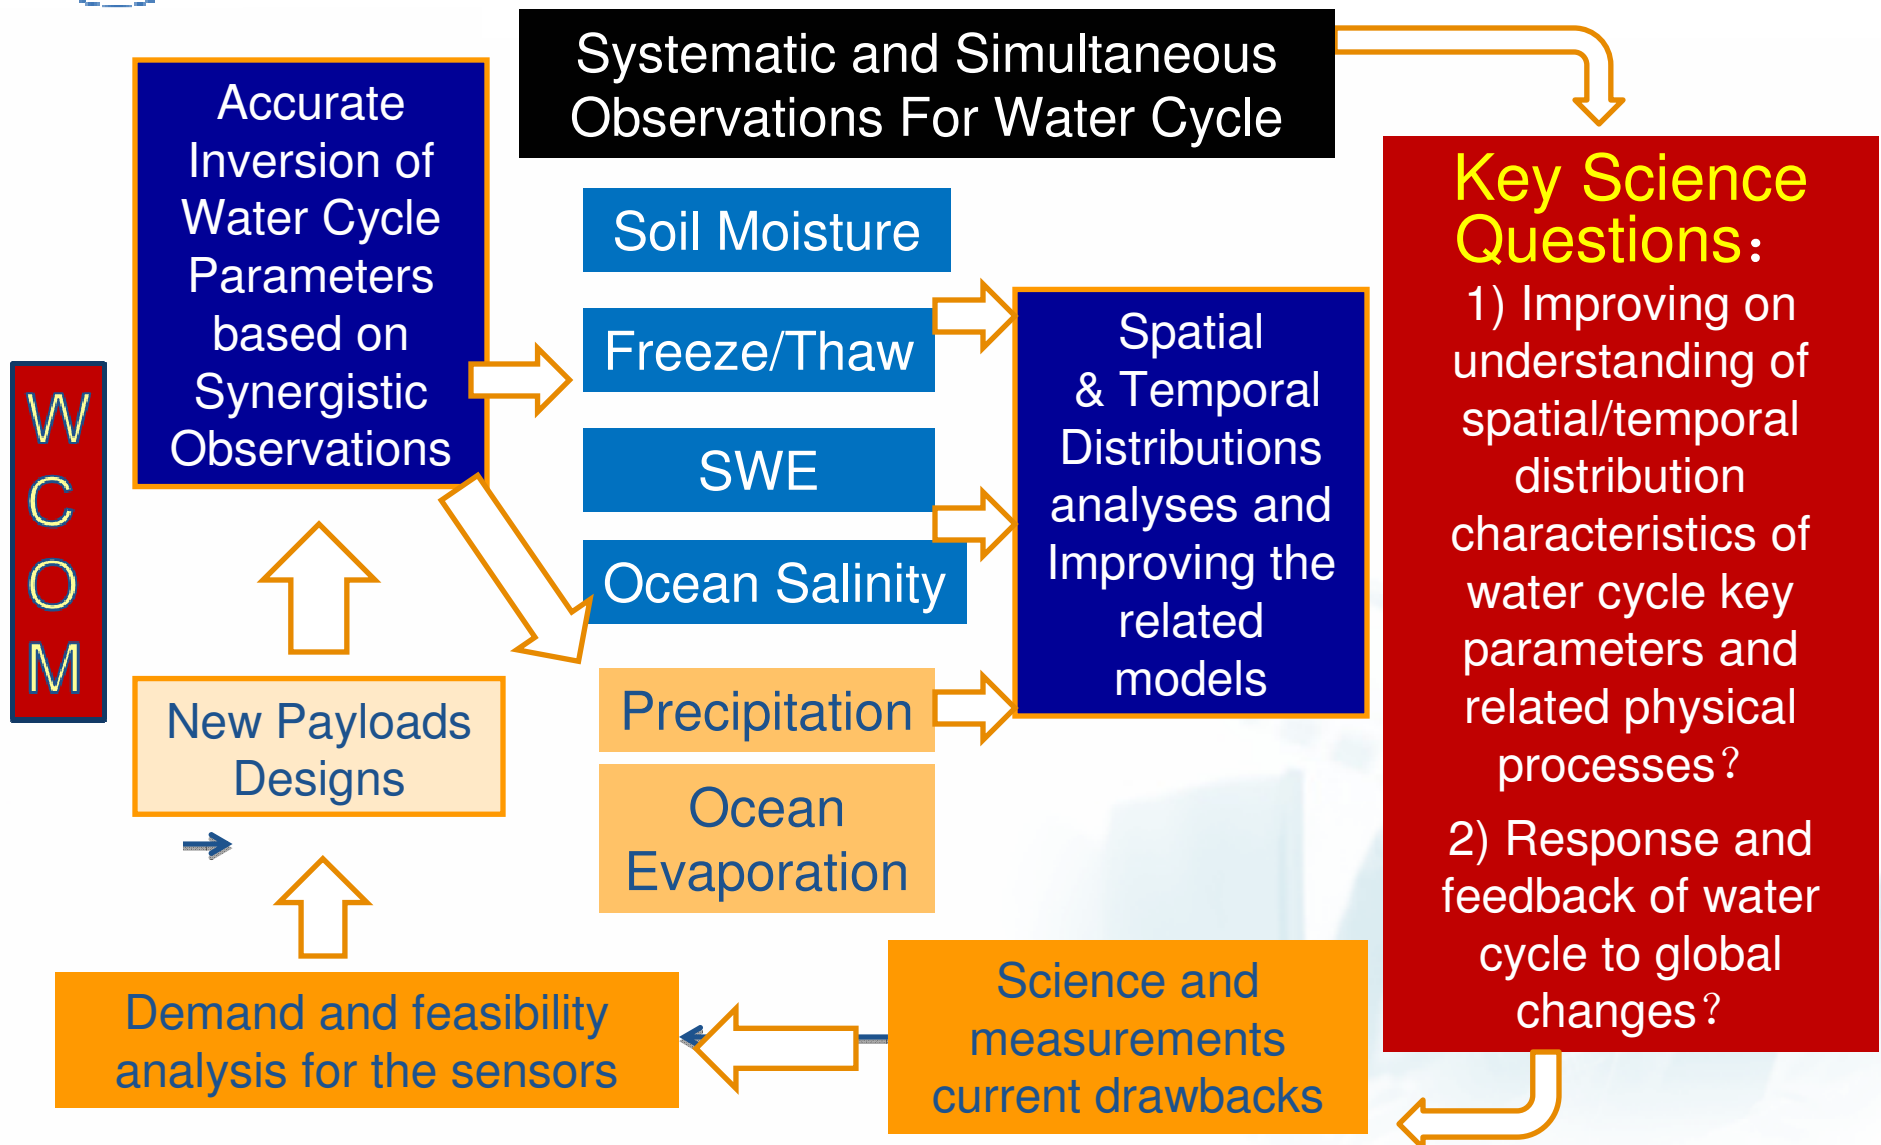 Systematic and Simultaneous
Observations For Water Cycle
Accurate
Inversion of
Water Cycle
Parameters
based on
Synergistic
Observations
W
C
O
M
Soil Moisture
Freeze/Thaw
SWE
Ocean Salinity
Precipitation
Ocean
Evaporation
Spatial
& Temporal
Distributions
analyses and
Improving the
related
models
Key Science
Questions：
1) Improving on
understanding of
spatial/temporal
distribution
characteristics of
water cycle key
parameters and
related physical
processes？
2) Response and
feedback of water
cycle to global
changes？
New Payloads
Designs
Demand and feasibility
analysis for the sensors
Science and
measurements
current drawbacks